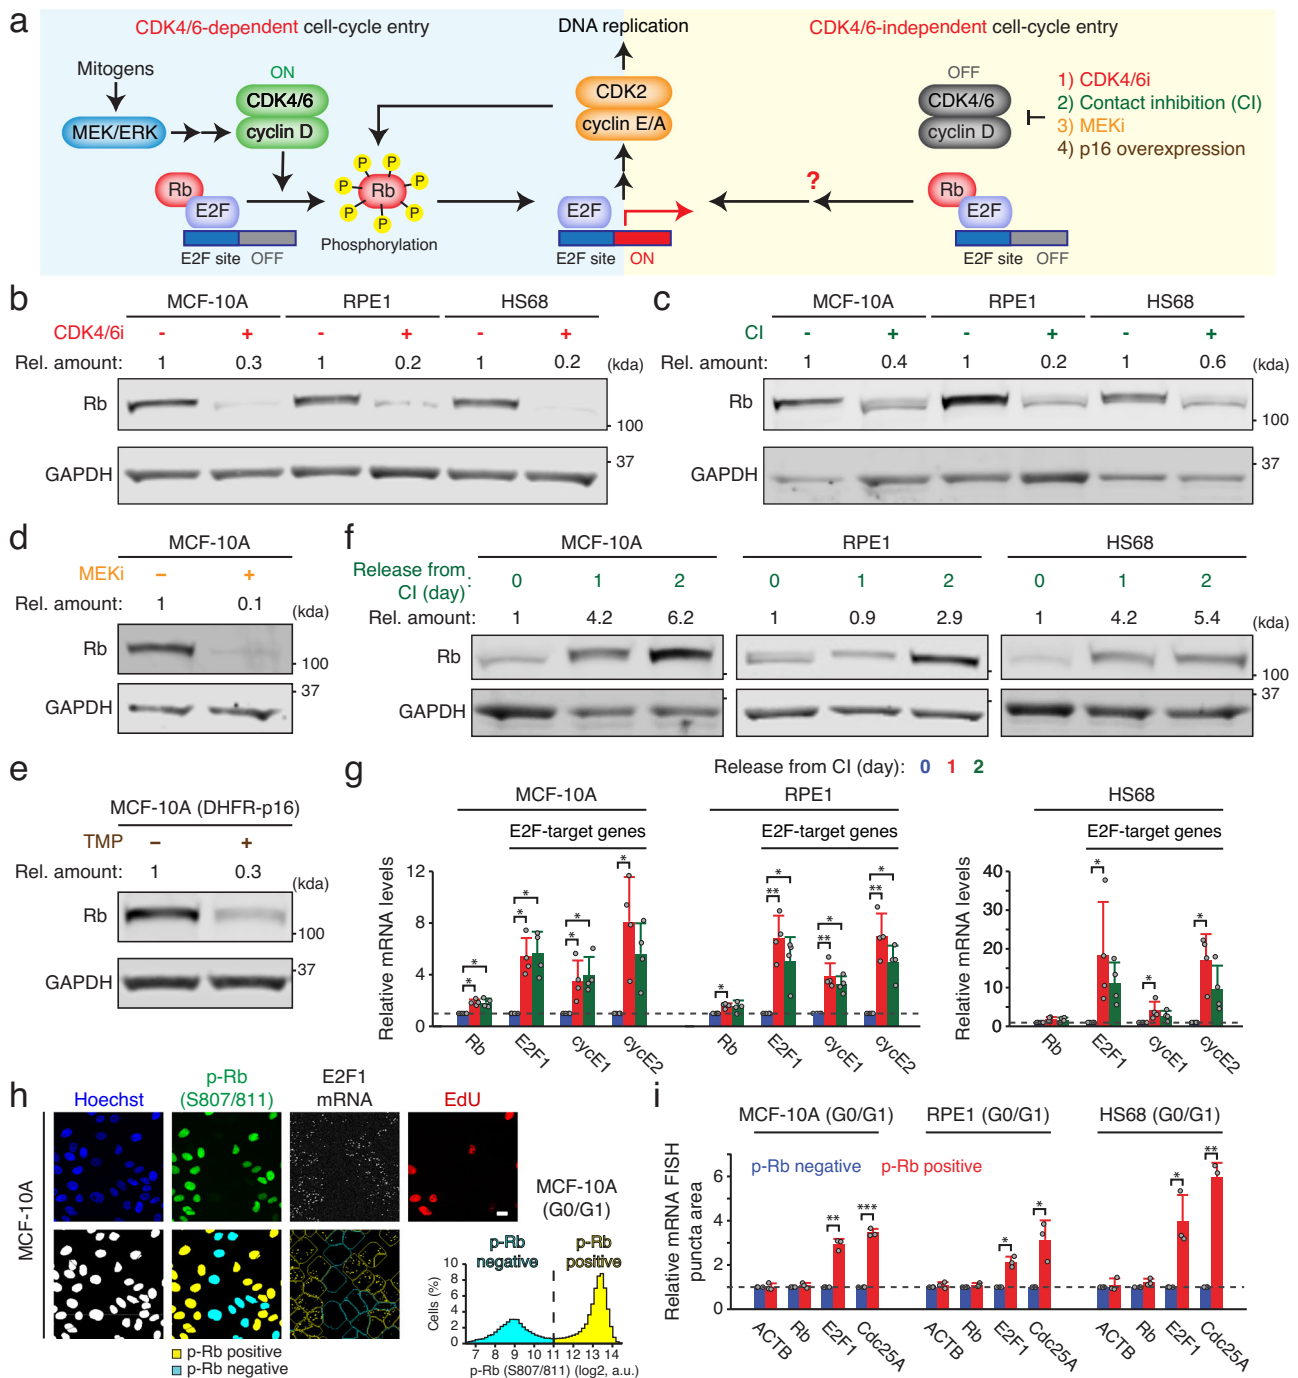 a
CDK4/6-dependent cell-cycle entry
DNA replication
CDK4/6-independent cell-cycle entry
Mitogens
ON
CDK4/6
cyclin D
MEK/ERK
CDK2
cyclin E/A
OFF
CDK4/6
cyclin D
1) CDK4/6i
2) Contact inhibition (CI)
3) MEKi
4) p16 overexpression
P P P P P P P
Rb
E2F
Rb
Phosphorylation
E2F
?
Rb
E2F
E2F site OFF
E2F site ON
E2F site OFF
b
MCF-10A RPE1 HS68
CDK4/6i - + - + - +
Rel. amount: 1 0.3 1 0.2 1 0.2 (kda)
Rb
100
GAPDH
37
c
MCF-10A RPE1 HS68
CI - + - + - +
Rel. amount: 1 0.4 1 0.2 1 0.6 (kda)
Rb
100
GAPDH
37
d
MCF-10A
MEKi – +
Rel. amount: 1 0.1 (kda)
Rb
100
37
GAPDH
f
MCF-10A RPE1 HS68
Release from CI (day) : 0 1 2 0 1 2 0 1 2
Rel. amount: 1 4.2 6.2 1 0.9 2.9 1 4.2 5.4 (kda)
Rb
100
37
GAPDH
e
MCF-10A (DHFR-p16)
TMP – +
Rel. amount: 1 0.3 (kda)
Rb
100
37
GAPDH
g
Release from CI (day): 0 1 2
MCF-10A
E2F-target genes
Relative mRNA levels
12
8
4
0
* * * * * * *
Rb E2F1 cycE1 cycE2
RPE1
E2F-target genes
* ** * ** * ** *
Rb E2F1 cycE1 cycE2
HS68
E2F-target genes
Relative mRNA levels
40
30
20
10
0
* * *
Rb E2F1 cycE1 cycE2
h
MCF-10A
Hoechst
p-Rb
(S807/811)
E2F1
mRNA
EdU
p-Rb positive
p-Rb negative
MCF-10A
(G0/G1)
p-Rb
negative
p-Rb
positive
Cells (%)
10
8
6
4
2
0
7 8 9 10 11 12 13 14
p-Rb (S807/811) (log2, a.u.)
i
MCF-10A (G0/G1) RPE1 (G0/G1) HS68 (G0/G1)
p-Rb negative p-Rb positive
Relative mRNA FISH
puncta area
6
4
2
0
** *** * * * **
ACTB Rb E2F1 Cdc25A
ACTB Rb E2F1 Cdc25A
ACTB Rb E2F1 Cdc25A